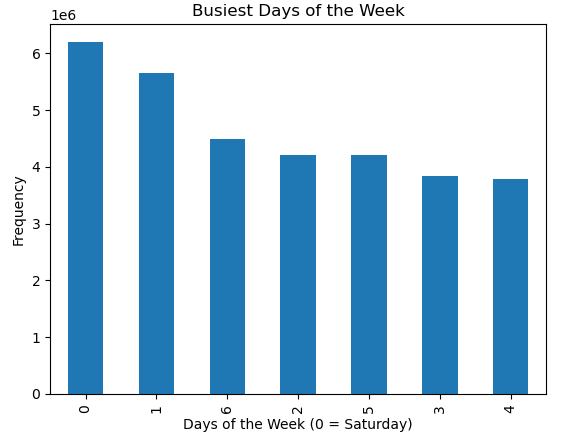 Busiest Days of the Week
1e6
6
5
4
3
2
1
0
Frequency
0 1 6 2 5 3 4
Days of the Week (0 = Saturday)